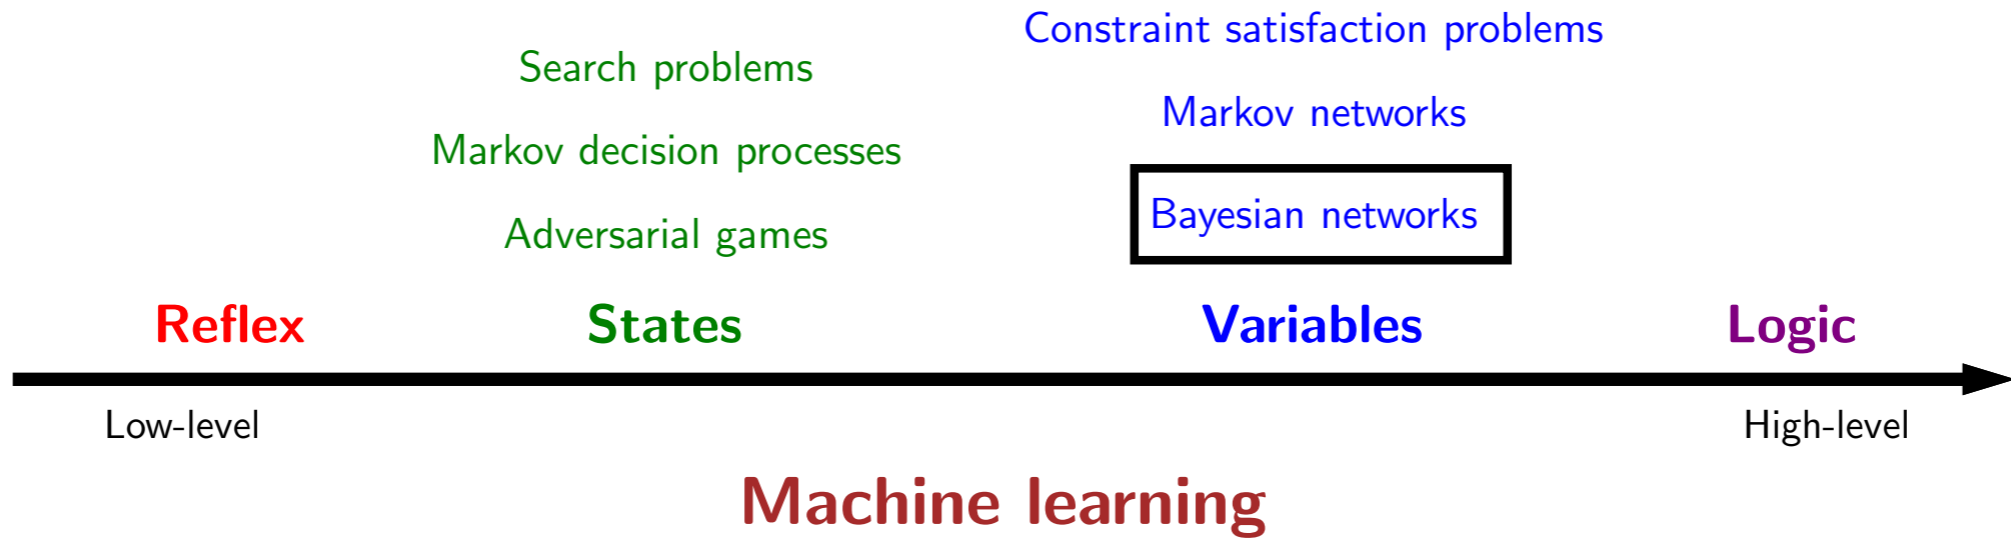 Constraint satisfaction problems
Search problems
Markov networks
Markov decision processes
Bayesian networks
Adversarial games
Reflex
States
Variables
Logic
Low-level
High-level
Machine learning